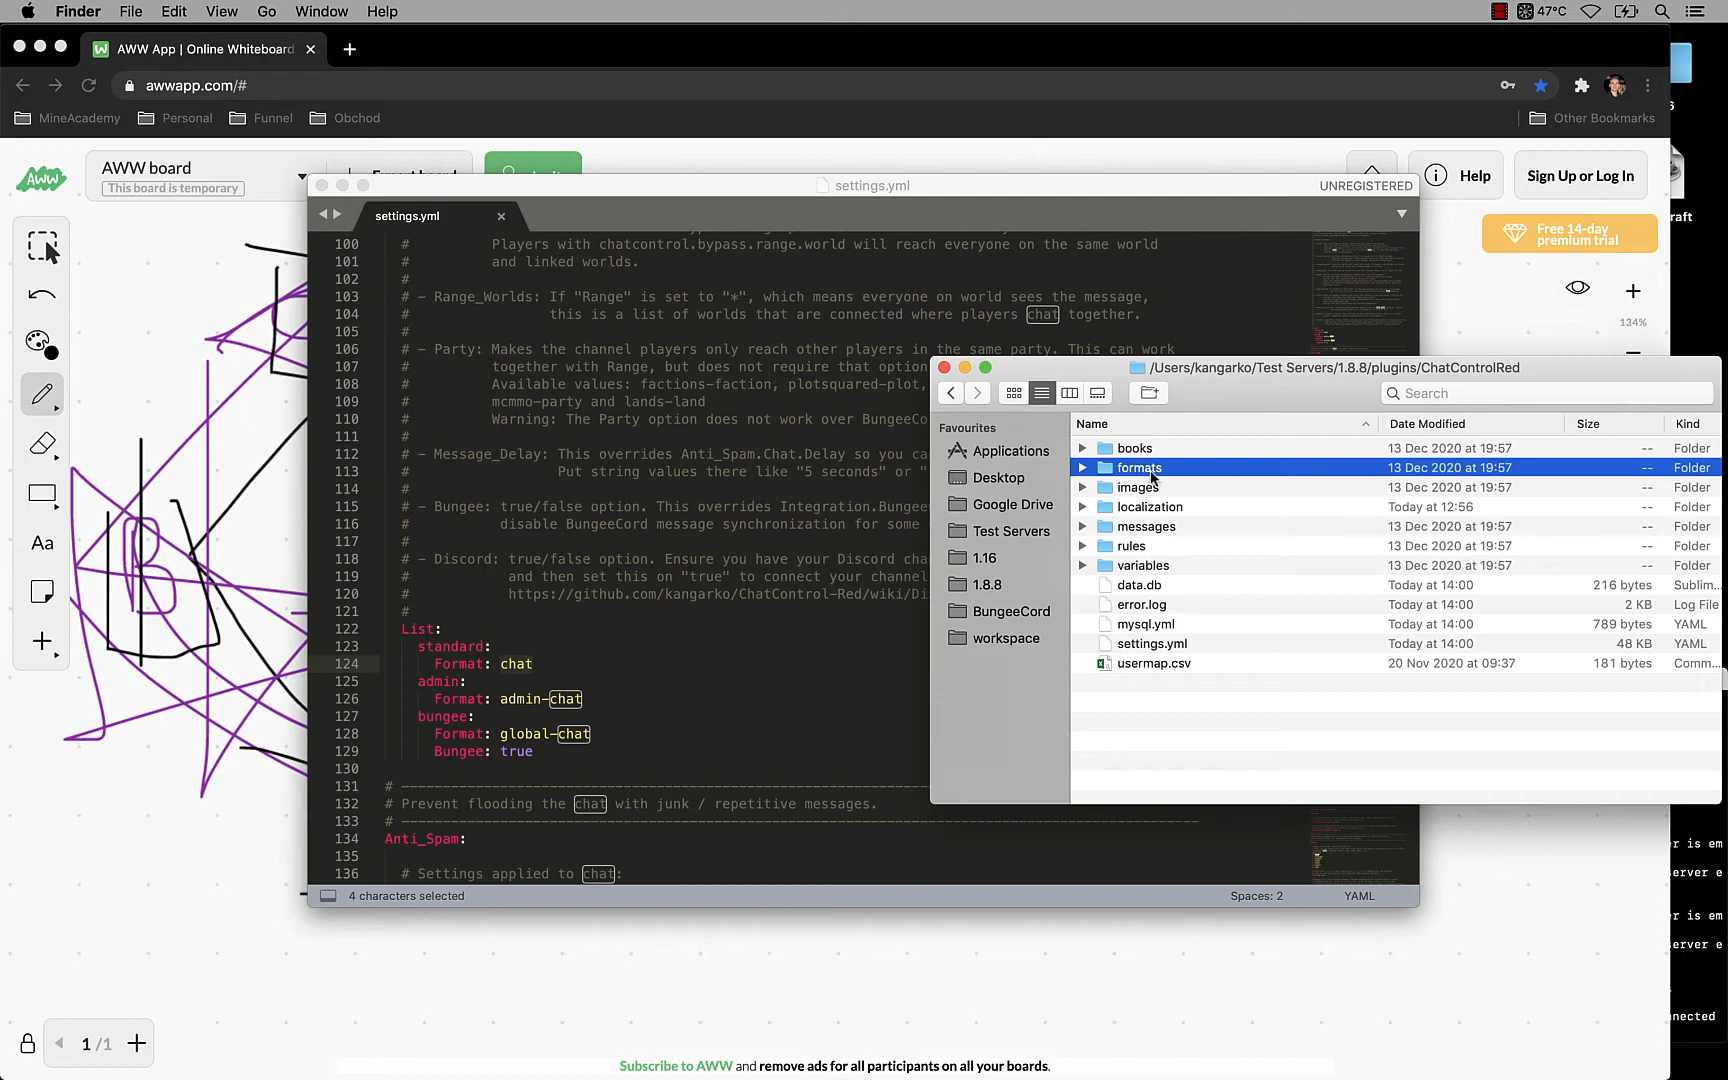 Finder File Edit View Go Window Help
47°C
AWW App | Online Whiteboard
awwapp.com/#
MineAcademy Personal Funnel Obchod
Other Bookmarks
AWW
AWW board
This board is temporary
Help
Sign Up or Log In
Free 14-day
premium trial
134%
settings.yml
UNREGISTERED
settings.yml
100 # Players with chatcontrol.bypass.range.world will reach everyone on the same world
101 # and linked worlds.
102 #
103 # - Range_Worlds: If "Range" is set to "*", which means everyone on world sees the message,
104 # this is a list of worlds that are connected where players chat together.
105 #
106 # - Party: Makes the channel players only reach other players in the same party. This can work
107 # together with Range, but does not require that option
108 # Available values: factions-faction, plotsquared-plot,
109 # mcmmo-party and lands-land
110 # Warning: The Party option does not work over BungeeCo
111 #
112 # - Message_Delay: This overrides Anti_Spam.Chat.Delay so you ca
113 # Put string values there like "5 seconds" or "
114 #
115 # - Bungee: true/false option. This overrides Integration.Bungee
116 # disable BungeeCord message synchronization for some
117 #
118 # - Discord: true/false option. Ensure you have your Discord cha
119 # and then set this on "true" to connect your channel
120 # https://github.com/kangarko/ChatControl-Red/wiki/Di
121 #
122 List:
123 standard:
124 Format: chat
125 admin:
126 Format: admin-chat
127 bungee:
128 Format: global-chat
129 Bungee: true
130
131 # ----------------------------------------
132 # Prevent flooding the chat with junk / repetitive messages.
133 # ----------------------------------------
134 Anti_Spam:
135
136 # Settings applied to chat:
4 characters selected
Spaces: 2
YAML
/Users/kangarko/Test Servers/1.8.8/plugins/ChatControlRed
Search
Favourites
Applications
Desktop
Google Drive
Test Servers
1.16
1.8.8
BungeeCord
workspace
Name Date Modified Size Kind
books 13 Dec 2020 at 19:57 -- Folder
formats 13 Dec 2020 at 19:57 -- Folder
images 13 Dec 2020 at 19:57 -- Folder
localization Today at 12:56 -- Folder
messages 13 Dec 2020 at 19:57 -- Folder
rules 13 Dec 2020 at 19:57 -- Folder
variables 13 Dec 2020 at 19:57 -- Folder
data.db Today at 14:00 216 bytes Sublim...
error.log Today at 14:00 2 KB Log File
mysql.yml Today at 14:00 789 bytes YAML
settings.yml Today at 14:00 48 KB YAML
usermap.csv 20 Nov 2020 at 09:37 181 bytes Comm...
Aa
B
raft
r is em
erver e
r is em
erver e
nnected
1 / 1
Subscribe to AWW and remove ads for all participants on all your boards.